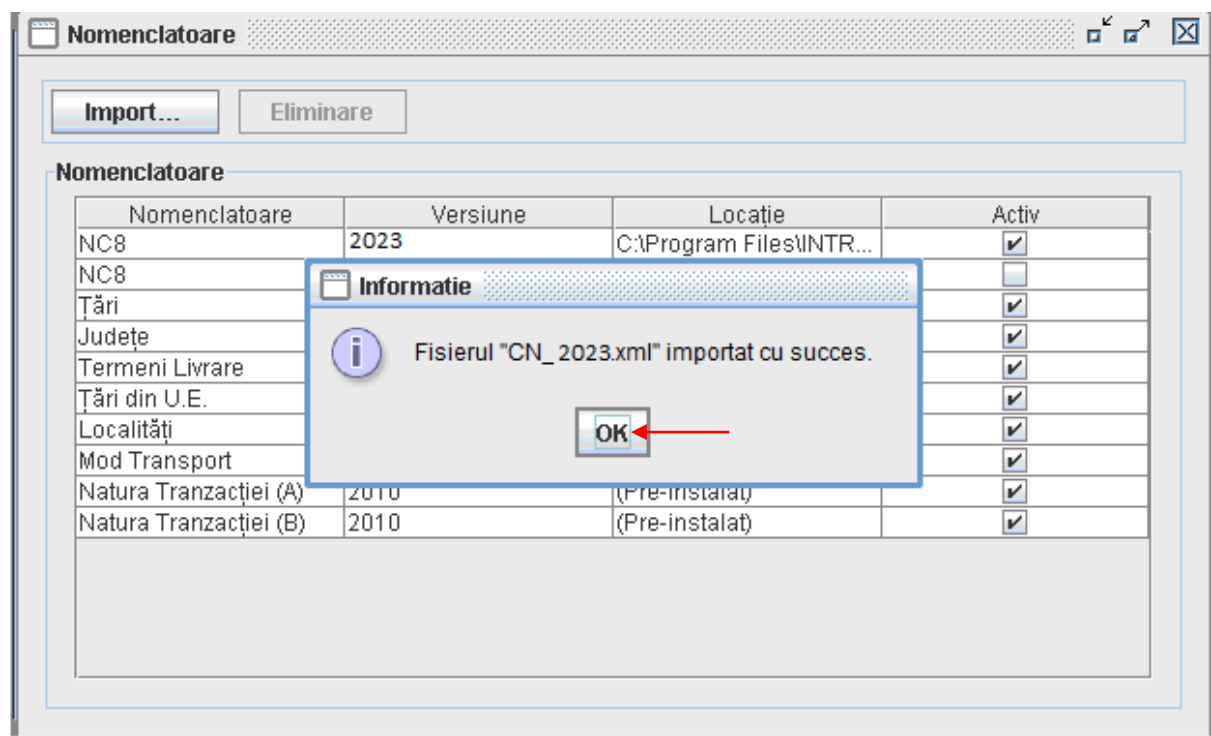 Nomenclatoare
Import... Eliminare
Nomenclatoare
Nomenclatoare Versiune Locație Activ
NC8 2023 C:\Program Files\INTR...
NC8
Țări
Județe
Termeni Livrare
Țări din U.E.
Localități
Mod Transport
Natura Tranzacției (A) 2010 (Pre-instalat)
Natura Tranzacției (B) 2010 (Pre-instalat)
Informatie
Fisierul "CN_2023.xml" importat cu succes.
OK